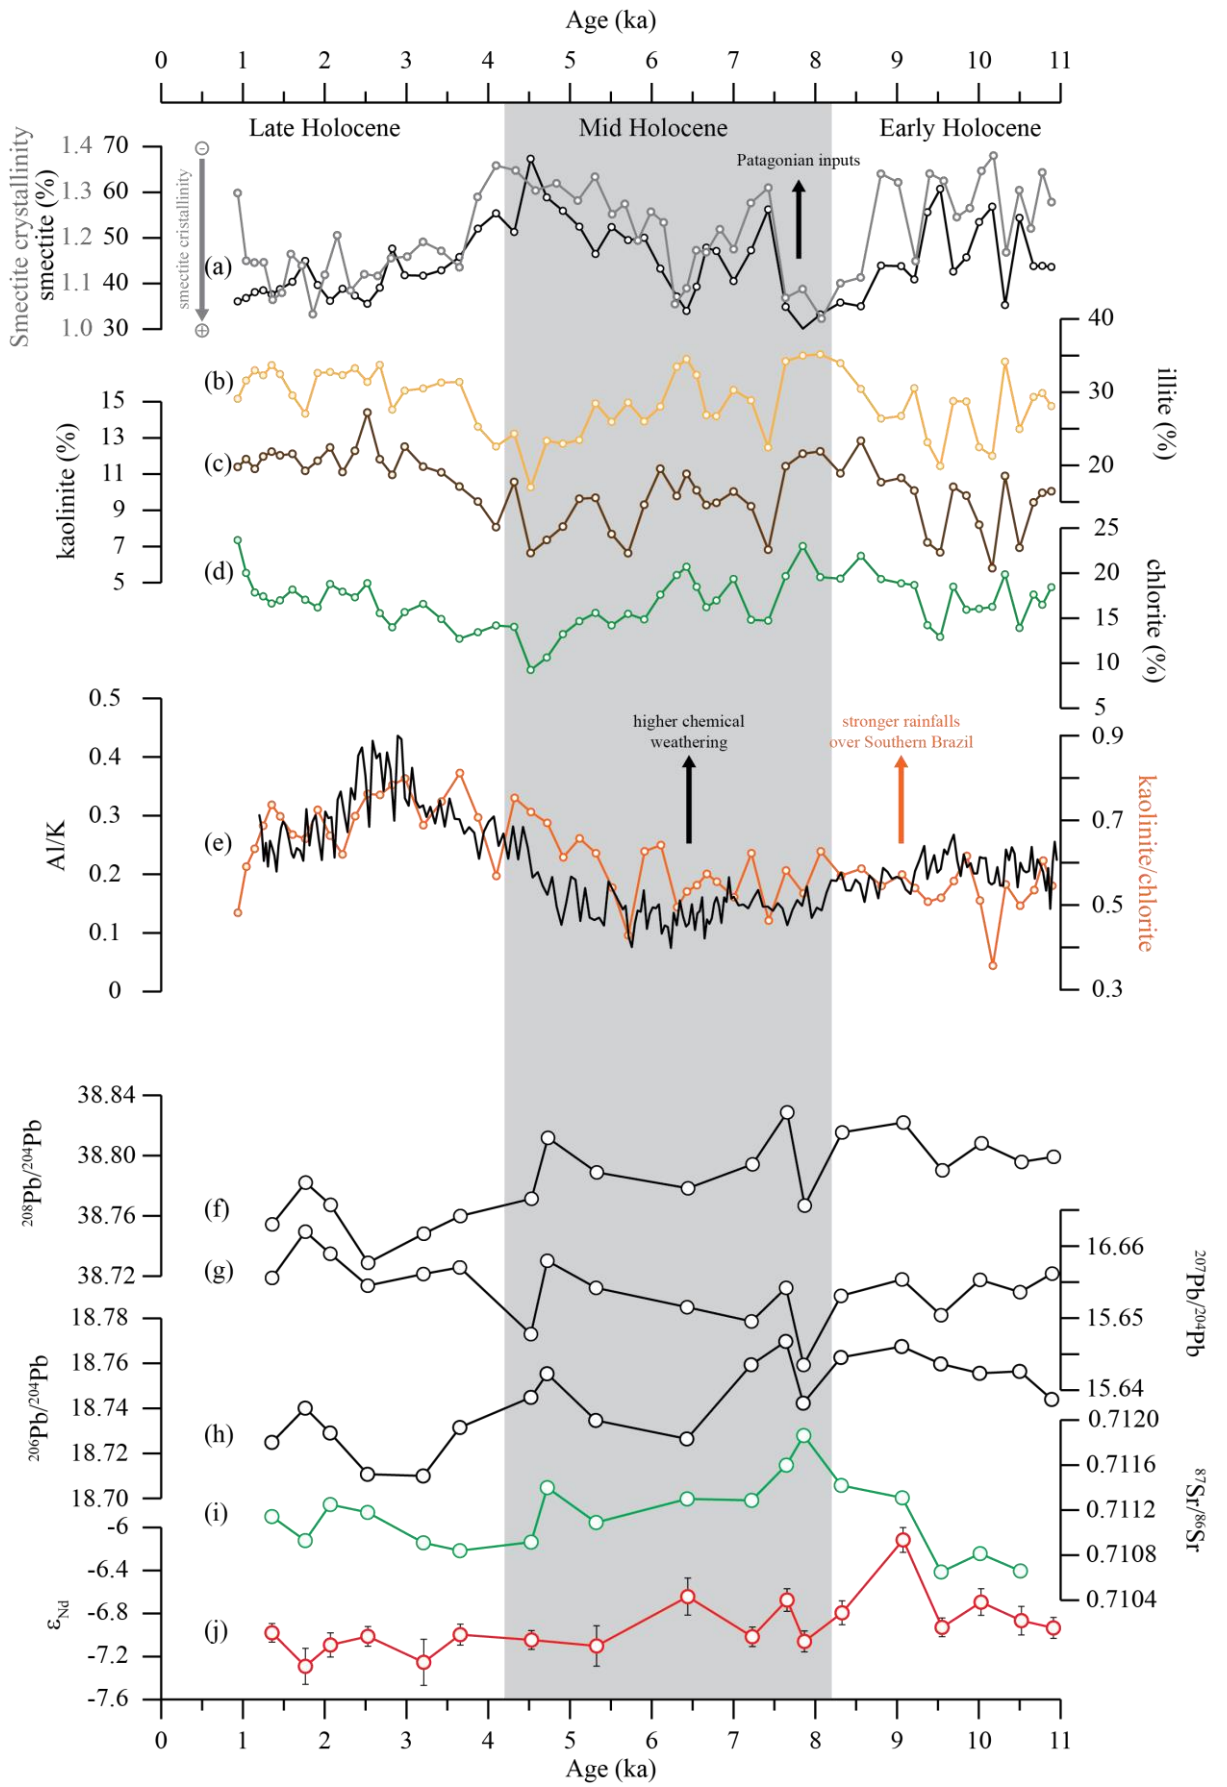 Age (ka)
0 1 2 3 4 5 6 7 8 9 10 11
Late Holocene Mid Holocene Early Holocene
Smectite crystallinity
1.4
1.3
1.2
1.1
1.0
smectite (%)
70
60
50
40
30
-
smectite cristallinity
+
(a)
Patagonian inputs
(b)
40
30
20
illite (%)
kaolinite (%)
15
13
11
9
7
5
(c)
(d)
25
20
15
10
5
chlorite (%)
Al/K
0.5
0.4
0.3
0.2
0.1
0
(e)
higher chemical
weathering
stronger rainfalls
over Southern Brazil
0.9
0.7
0.5
0.3
kaolinite/chlorite
208Pb/204Pb
38.84
38.80
38.76
38.72
(f)
(g)
16.66
15.65
15.64
207Pb/204Pb
206Pb/204Pb
18.78
18.76
18.74
18.72
18.70
(h)
(i)
0.7120
0.7116
0.7112
0.7108
0.7104
87Sr/86Sr
εNd
-6
-6.4
-6.8
-7.2
-7.6
(j)
0 1 2 3 4 5 6 7 8 9 10 11
Age (ka)